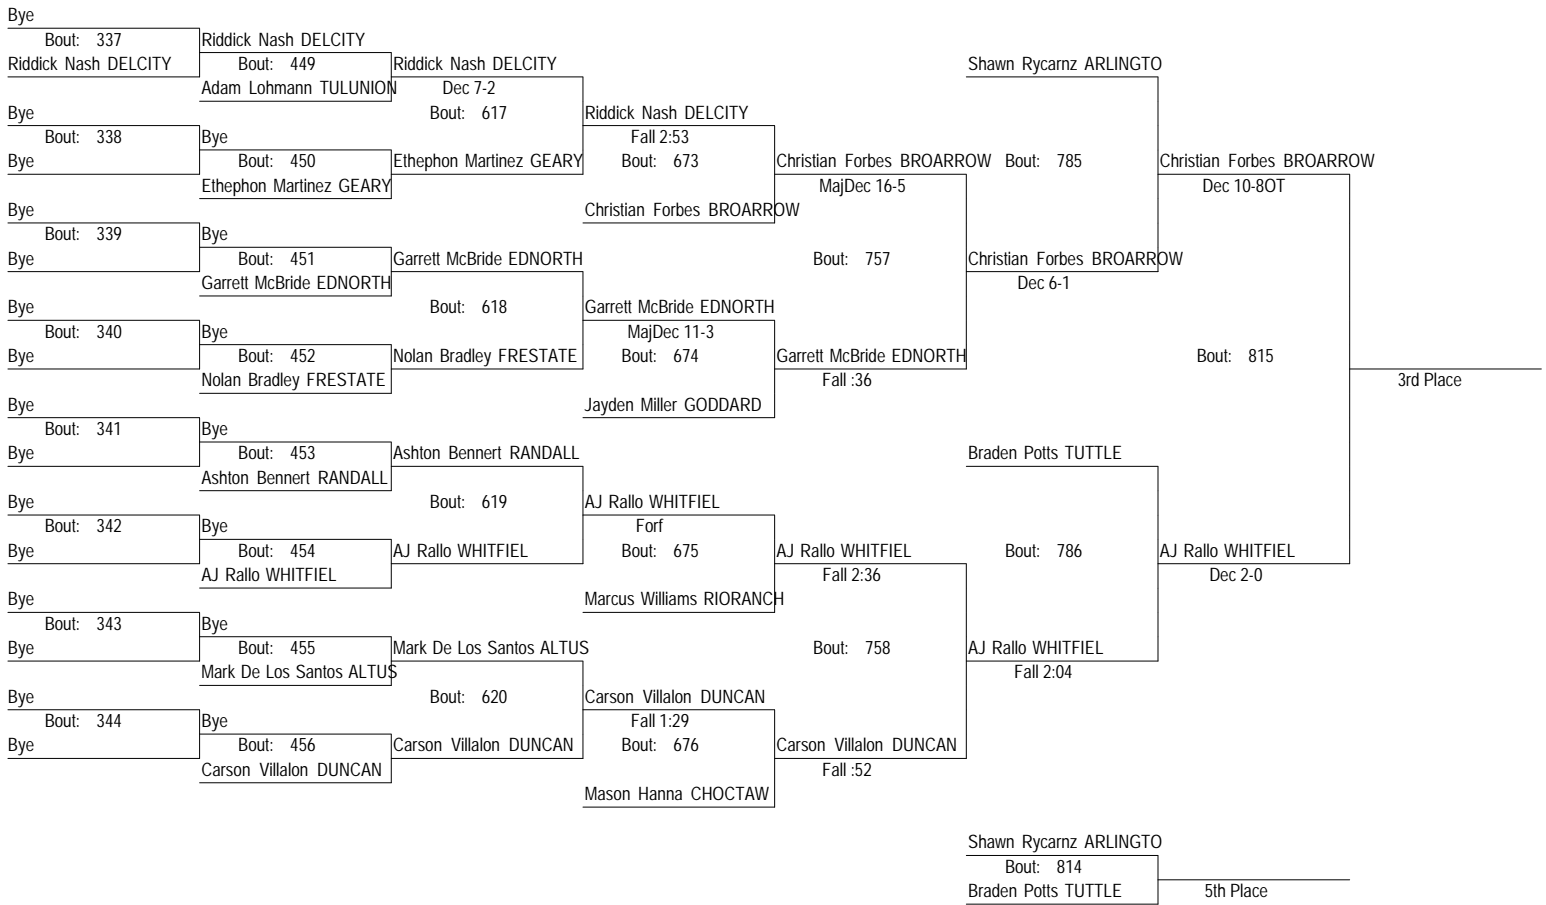 Bye
Bout: 337
Riddick Nash DELCITY
Riddick Nash DELCITY
Bout: 449
Riddick Nash DELCITY
Shawn Rycarnz ARLINGTO
Adam Lohmann TULUNION
Dec 7-2
Bye
Bout: 617
Riddick Nash DELCITY
Bout: 338
Bye
Fall 2:53
Bye
Bout: 450
Ethephon Martinez GEARY
Bout: 673
Christian Forbes BROARROW
Bout: 785
Christian Forbes BROARROW
Ethephon Martinez GEARY
MajDec 16-5
Dec 10-8OT
Bye
Christian Forbes BROARROW
Bout: 339
Bye
Bye
Bout: 451
Garrett McBride EDNORTH
Bout: 757
Christian Forbes BROARROW
Garrett McBride EDNORTH
Dec 6-1
Bye
Bout: 618
Garrett McBride EDNORTH
Bout: 340
Bye
MajDec 11-3
Bye
Bout: 452
Nolan Bradley FRESTATE
Bout: 674
Garrett McBride EDNORTH
Bout: 815
Nolan Bradley FRESTATE
Fall :36
3rd Place
Bye
Jayden Miller GODDARD
Bout: 341
Bye
Bye
Bout: 453
Ashton Bennert RANDALL
Braden Potts TUTTLE
Ashton Bennert RANDALL
Bye
Bout: 619
AJ Rallo WHITFIEL
Bout: 342
Bye
Forf
Bye
Bout: 454
AJ Rallo WHITFIEL
Bout: 675
AJ Rallo WHITFIEL
Bout: 786
AJ Rallo WHITFIEL
AJ Rallo WHITFIEL
Fall 2:36
Dec 2-0
Bye
Marcus Williams RIORANCH
Bout: 343
Bye
Bye
Bout: 455
Mark De Los Santos ALTUS
Bout: 758
AJ Rallo WHITFIEL
Mark De Los Santos ALTUS
Fall 2:04
Bye
Bout: 620
Carson Villalon DUNCAN
Bout: 344
Bye
Fall 1:29
Bye
Bout: 456
Carson Villalon DUNCAN
Bout: 676
Carson Villalon DUNCAN
Carson Villalon DUNCAN
Fall :52
Mason Hanna CHOCTAW
Shawn Rycarnz ARLINGTO
Bout: 814
Braden Potts TUTTLE
5th Place